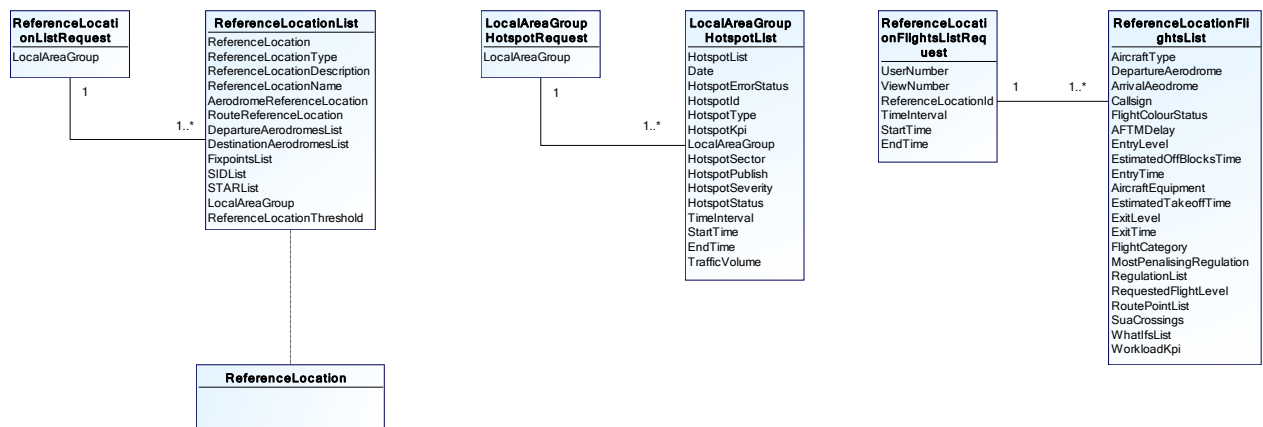 ReferenceLocati
onListRequest
LocalAreaGroup
1
1..*
ReferenceLocationList
ReferenceLocation
ReferenceLocationType
ReferenceLocationDescription
ReferenceLocationName
AerodromeReferenceLocation
RouteReferenceLocation
DepartureAerodromesList
DestinationAerodromesList
FixpointsList
SIDList
STARList
LocalAreaGroup
ReferenceLocationThreshold
ReferenceLocation
LocalAreaGroup
HotspotRequest
LocalAreaGroup
1
1..*
LocalAreaGroup
HotspotList
HotspotList
Date
HotspotErrorStatus
HotspotId
HotspotType
HotspotKpi
LocalAreaGroup
HotspotSector
HotspotPublish
HotspotSeverity
HotspotStatus
TimeInterval
StartTime
EndTime
TrafficVolume
ReferenceLocati
onFlightsListReq
uest
UserNumber
ViewNumber
ReferenceLocationId
TimeInterval
StartTime
EndTime
1
1..*
ReferenceLocationFli
ghtsList
AircraftType
DepartureAerodrome
ArrivalAeodrome
Callsign
FlightColourStatus
AFTMDelay
EntryLevel
EstimatedOffBlocksTime
EntryTime
AircraftEquipment
EstimatedTakeoffTime
ExitLevel
ExitTime
FlightCategory
MostPenalisingRegulation
RegulationList
RequestedFlightLevel
RoutePointList
SuaCrossings
WhatIfsList
WorkloadKpi